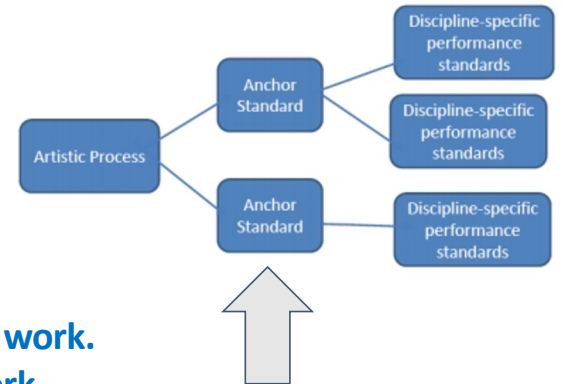 Discipline-specific
performance
standards
Anchor
Standard
Discipline-specific
performance
standards
Artistic Process
Anchor
Standard
Discipline-specific
performance
standards
work.